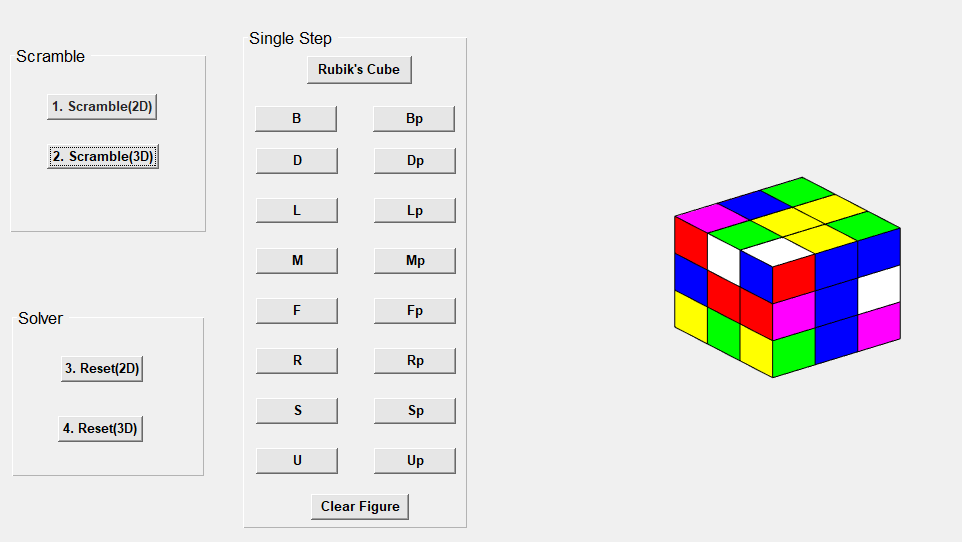 Scramble
1. Scramble(2D)
2. Scramble(3D)
Solver
3. Reset(2D)
4. Reset(3D)
Single Step
Rubik's Cube
B Bp
D Dp
L Lp
M Mp
F Fp
R Rp
S Sp
U Up
Clear Figure